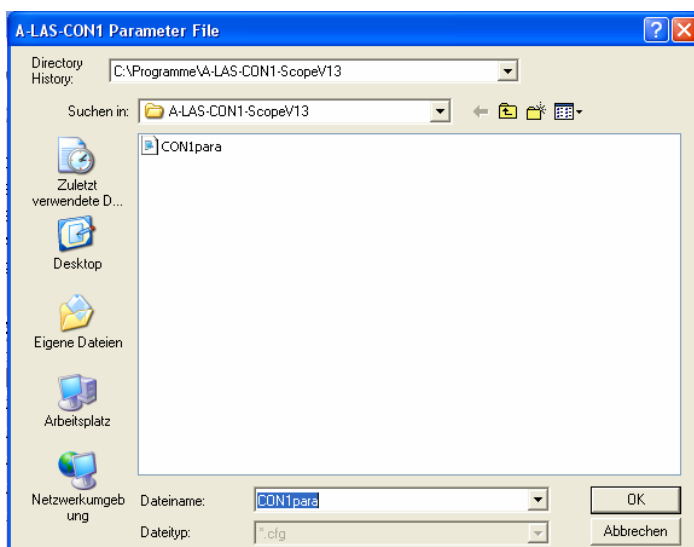 A-LAS-CON1 Parameter File
Directory
History:
C:\Programme\A-LAS-CON1-ScopeV13
Suchen in:
A-LAS-CON1-ScopeV13
CON1para
Zuletzt
verwendete D...
Desktop
Eigene Dateien
Arbeitsplatz
Netzwerkumgeb
ung
Dateiname:
CON1para
OK
Dateityp:
*.cfg
Abbrechen